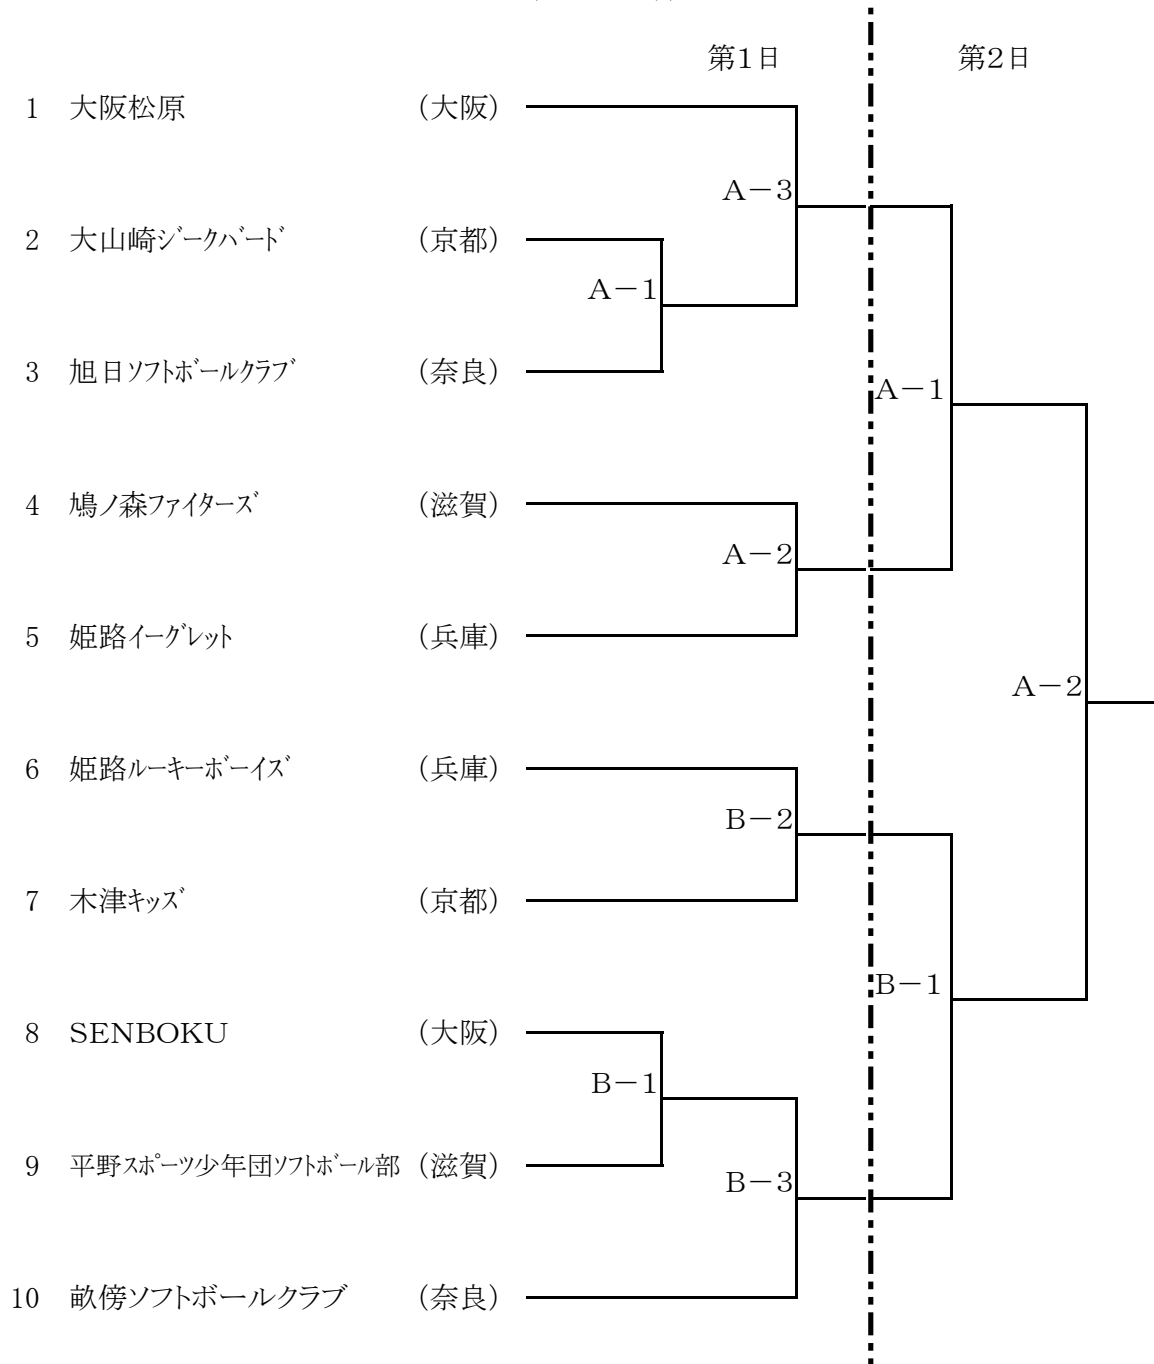 第1日 第2日
1 大阪松原 (大阪)
A-3
2 大山崎ｼﾞｰｸﾊﾞｰﾄﾞ (京都)
A-1
3 旭日ｿﾌﾄﾎﾞｰﾙｸﾗﾌﾞ (奈良)
A-1
4 鳩ﾉ森ﾌｧｲﾀｰｽﾞ (滋賀)
A-2
5 姫路ｲｰｸﾞﾚｯﾄ (兵庫)
A-2
6 姫路ﾙｰｷｰﾎﾞｰｲｽﾞ (兵庫)
B-2
7 木津ｷｯｽﾞ (京都)
B-1
8 SENBOKU (大阪)
B-1
9 平野ｽﾎﾟｰﾂ少年団ｿﾌﾄﾎﾞｰﾙ部 (滋賀)
B-3
10 畝傍ソフトボールクラブ (奈良)